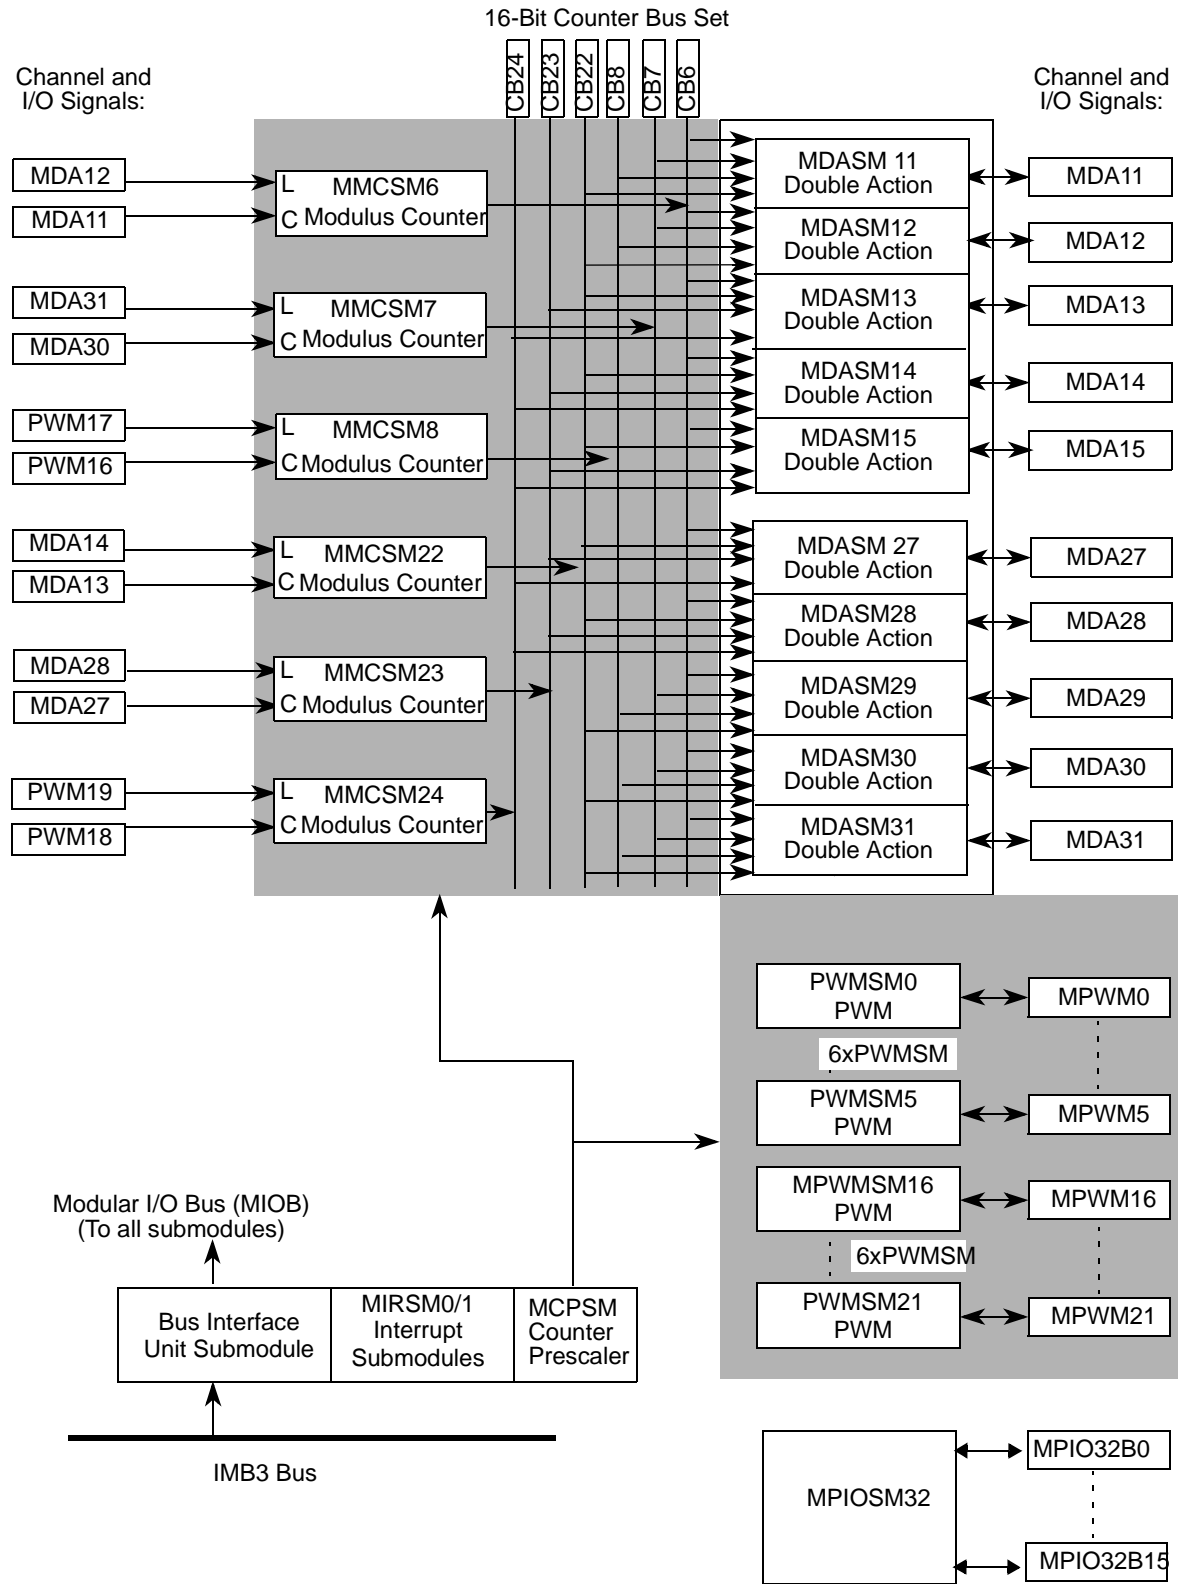 16-Bit Counter Bus Set
CB24
CB23
CB22
CB8
CB7
CB6
Channel and
I/O Signals:
Channel and
I/O Signals:
MDA12
MDA11
L
MMCSM6
C Modulus Counter
MDA31
MDA30
L
MMCSM7
C Modulus Counter
PWM17
PWM16
L
MMCSM8
C Modulus Counter
MDA14
MDA13
L
MMCSM22
C Modulus Counter
MDA28
MDA27
L
MMCSM23
C Modulus Counter
PWM19
PWM18
L
MMCSM24
C Modulus Counter
MDASM 11
Double Action
MDA11
MDASM12
Double Action
MDA12
MDASM13
Double Action
MDA13
MDASM14
Double Action
MDA14
MDASM15
Double Action
MDA15
MDASM 27
Double Action
MDA27
MDASM28
Double Action
MDA28
MDASM29
Double Action
MDA29
MDASM30
Double Action
MDA30
MDASM31
Double Action
MDA31
PWMSM0
PWM
MPWM0
6xPWMSM
PWMSM5
PWM
MPWM5
MPWMSM16
PWM
MPWM16
6xPWMSM
PWMSM21
PWM
MPWM21
Modular I/O Bus (MIOB)
(To all submodules)
Bus Interface
Unit Submodule
MIRSM0/1
Interrupt
Submodules
MCPSM
Counter
Prescaler
IMB3 Bus
MPIOSM32
MPIO32B0
MPIO32B15